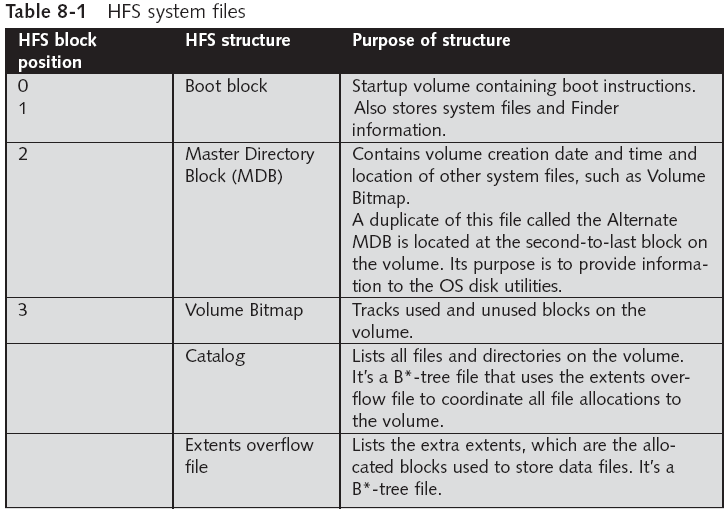 Table 8-1 HFS system files
HFS block position
HFS structure
Purpose of structure
0
1
Boot block
Startup volume containing boot instructions.
Also stores system files and Finder
information.
2
Master Directory
Block (MDB)
Contains volume creation date and time and
location of other system files, such as Volume
Bitmap.
A duplicate of this file called the Alternate
MDB is located at the second-to-last block on
the volume. Its purpose is to provide informa-
tion to the OS disk utilities.
3
Volume Bitmap
Tracks used and unused blocks on the
volume.
Catalog
Lists all files and directories on the volume.
It's a B*-tree file that uses the extents over-
flow file to coordinate all file allocations to
the volume.
Extents overflow
file
Lists the extra extents, which are the allo-
cated blocks used to store data files. It's a
B*-tree file.